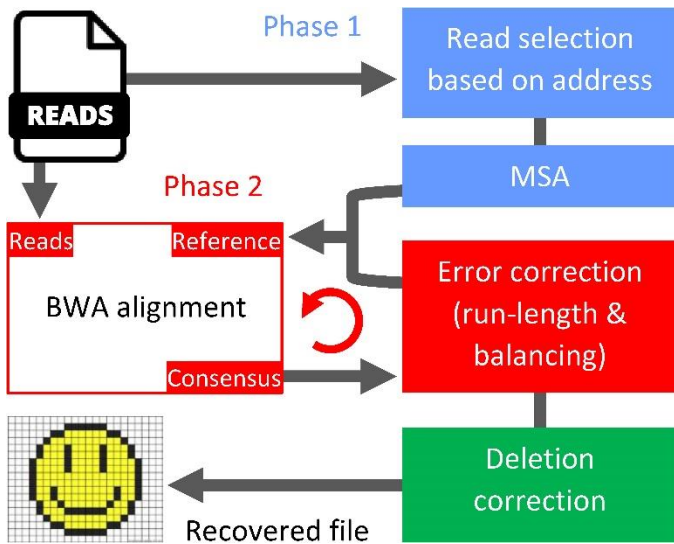 Phase 1
Read selection
based on address
READS
MSA
Phase 2
Reads
Reference
BWA alignment
Error correction
(run-length &
balancing)
Consensus
Deletion
correction
Recovered file